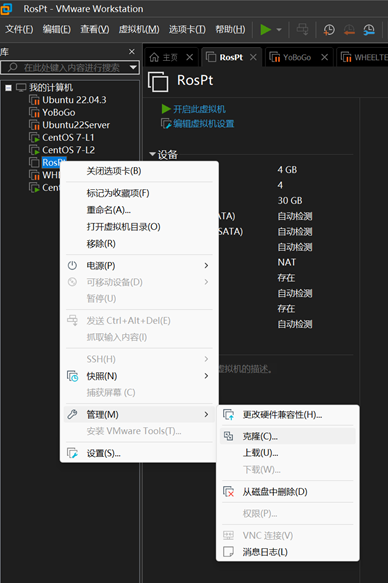 RosPt - VMware Workstation
文件(F) 编辑(E) 查看(V) 虚拟机(M) 选项卡(T) 帮助(H)
库
在此处键入内容进行搜索
主页 RosPt YoBoGo WHEELTE
我的计算机
Ubuntu 22.04.3
YoBoGo
Ubuntu22Server
CentOS 7-L1
CentOS 7-L2
RosPt
WH
Cent
RosPt
开启此虚拟机
编辑虚拟机设置
设备
4 GB
4
30 GB
ATA) 自动检测
SATA) 自动检测
NAT
存在
自动检测
存在
自动检测
虚拟机的描述。
关闭选项卡(B)
标记为收藏项(F)
重命名(A)...
打开虚拟机目录(O)
移除(R)
电源(P)
可移动设备(D)
暂停(U)
发送 Ctrl+Alt+Del(E)
抓取输入内容(I)
SSH(H)
快照(N)
捕获屏幕 (C)
管理(M)
安装 VMware Tools(T)...
设置(S)...
更改硬件兼容性(H)...
克隆(C)...
上载(U)...
下载(W)...
从磁盘中删除(D)
权限(P)...
VNC 连接(V)
消息日志(L)